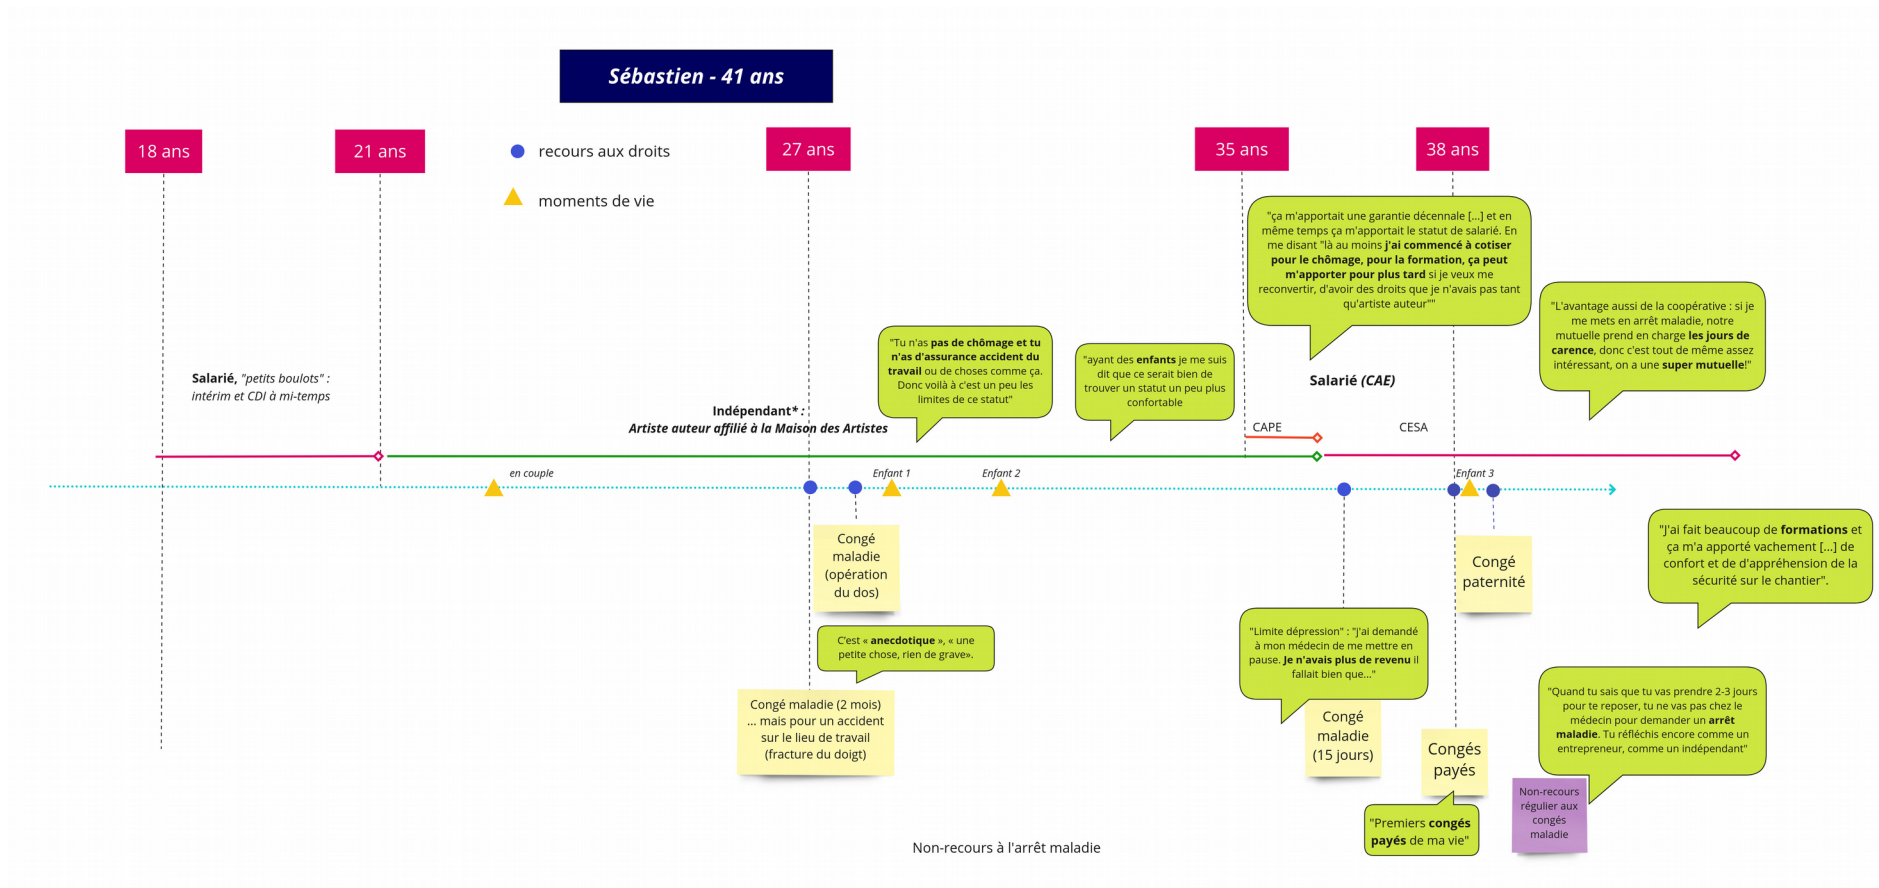 Sébastien - 41 ans
18 ans
21 ans
27 ans
35 ans
38 ans
recours aux droits
moments de vie
"ça m'apportait une garantie décennale [...] et en
même temps ça m'apportait le statut de salarié. En
me disant "là au moins j'ai commencé à cotiser
pour le chômage, pour la formation, ça peut
m'apporter pour plus tard si je veux me
reconvertir, d'avoir des droits que je n'avais pas tant
qu'artiste auteur""
"L'avantage aussi de la coopérative : si je
me mets en arrêt maladie, notre
mutuelle prend en charge les jours de
carence, donc c'est tout de même assez
intéressant, on a une super mutuelle!"
"Tu n'as pas de chômage et tu
n'as d'assurance accident du
travail ou de choses comme ça.
Donc voilà à c'est un peu les
limites de ce statut"
"ayant des enfants je me suis
dit que ce serait bien de
trouver un statut un peu plus
confortable
Salarié, "petits boulots" :
intérim et CDI à mi-temps
Indépendant* :
Artiste auteur affilié à la Maison des Artistes
Salarié (CAE)
CAPE
CESA
en couple
Enfant 1
Enfant 2
Enfant 3
Congé
maladie
(opération
du dos)
C'est « anecdotique », « une
petite chose, rien de grave».
Congé maladie (2 mois)
... mais pour un accident
sur le lieu de travail
(fracture du doigt)
Congé
paternité
"J'ai fait beaucoup de formations et
ça m'a apporté vachement [...] de
confort et de d'appréhension de la
sécurité sur le chantier".
"Limite dépression" : "j'ai demandé
à mon médecin de me mettre en
pause. Je n'avais plus de revenu il
fallait bien que..."
Congé
maladie
(15 jours)
Congés
payés
"Premiers congés
payés de ma vie"
"Quand tu sais que tu vas prendre 2-3 jours
pour te reposer, tu ne vas pas chez le
médecin pour demander un arrêt
maladie. Tu réfléchis encore comme un
entrepreneur, comme un indépendant"
Non-recours
régulier aux
congés
maladie
Non-recours à l'arrêt maladie